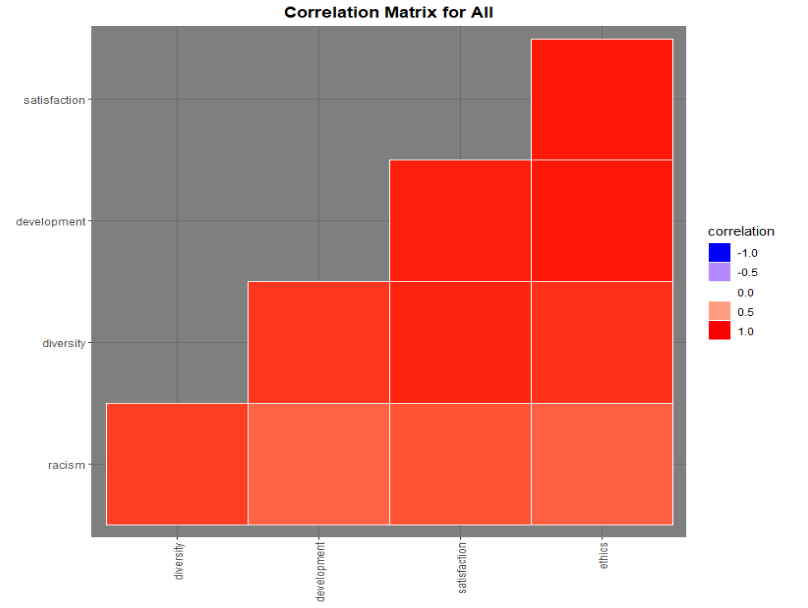 Correlation Matrix for All
satisfaction
development
diversity
racism
diversity
development
satisfaction
ethics
correlation
-1.0
-0.5
0.0
0.5
1.0